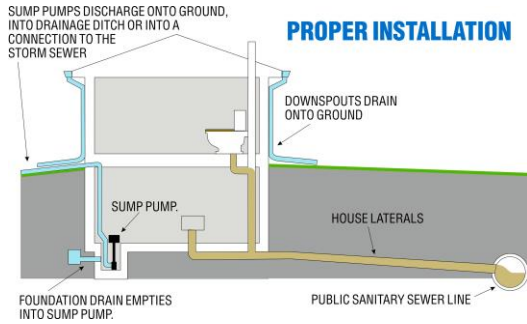 SUMP PUMPS DISCHARGE ONTO GROUND,
INTO DRAINAGE DITCH OR INTO A
CONNECTION TO THE
STORM SEWER
PROPER INSTALLATION
DOWNSPOUTS DRAIN
ONTO GROUND
SUMP PUMP.
HOUSE LATERALS
FOUNDATION DRAIN EMPTIES
INTO SUMP PUMP.
PUBLIC SANITARY SEWER LINE